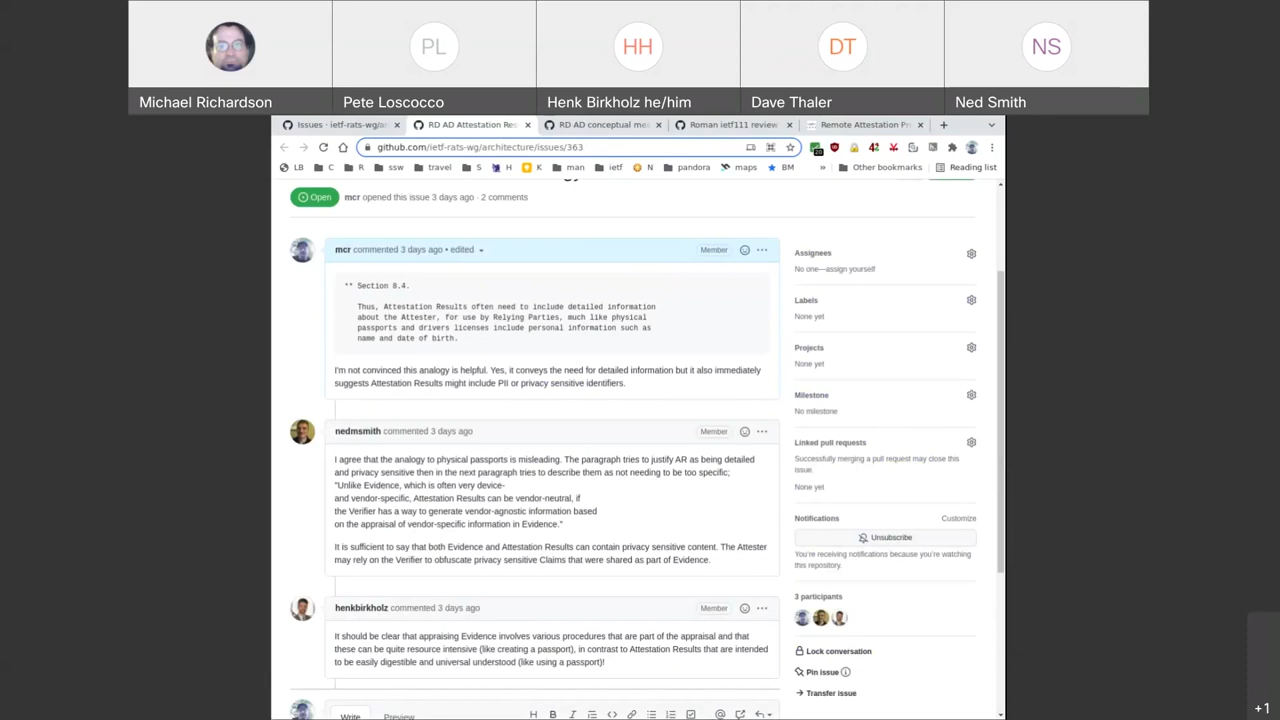 PL
HH
DT
NS
Michael Richardson
Pete Loscocco
Henk Birkholz he/him
Dave Thaler
Ned Smith
Issues · ietf-rats-wg/ar
RD AD Attestation Res
RD AD conceptual me
Roman ietf111 review
Remote Attestation Pr
github.com/ietf-rats-wg/architecture/issues/363
LB
C
R
ssw
travel
S
H
K
man
ietf
N
pandora
maps
BM
»
Other bookmarks
Reading list
Open
mcr opened this issue 3 days ago · 2 comments
mcr commented 3 days ago • edited
Member
** Section 8.4.
Thus, Attestation Results often need to include detailed information
about the Attester, for use by Relying Parties, much like physical
passports and drivers licenses include personal information such as
name and date of birth.
I'm not convinced this analogy is helpful. Yes, it conveys the need for detailed information but it also immediately
suggests Attestation Results might include PII or privacy sensitive identifiers.
nedmsmith commented 3 days ago
Member
I agree that the analogy to physical passports is misleading. The paragraph tries to justify AR as being detailed
and privacy sensitive then in the next paragraph tries to describe them as not needing to be too specific;
"Unlike Evidence, which is often very device-
and vendor-specific, Attestation Results can be vendor-neutral, if
the Verifier has a way to generate vendor-agnostic information based
on the appraisal of vendor-specific information in Evidence."
It is sufficient to say that both Evidence and Attestation Results can contain privacy sensitive content. The Attester
may rely on the Verifier to obfuscate privacy sensitive Claims that were shared as part of Evidence.
henkbirkholz commented 3 days ago
Member
It should be clear that appraising Evidence involves various procedures that are part of the appraisal and that
these can be quite resource intensive (like creating a passport), in contrast to Attestation Results that are intended
to be easily digestible and universal understood (like using a passport)!
Write
Preview
Assignees
No one—assign yourself
Labels
None yet
Projects
None yet
Milestone
No milestone
Linked pull requests
Successfully merging a pull request may close this
issue.
None yet
Notifications
Customize
Unsubscribe
You're receiving notifications because you're watching
this repository.
3 participants
Lock conversation
Pin issue
Transfer issue
+1